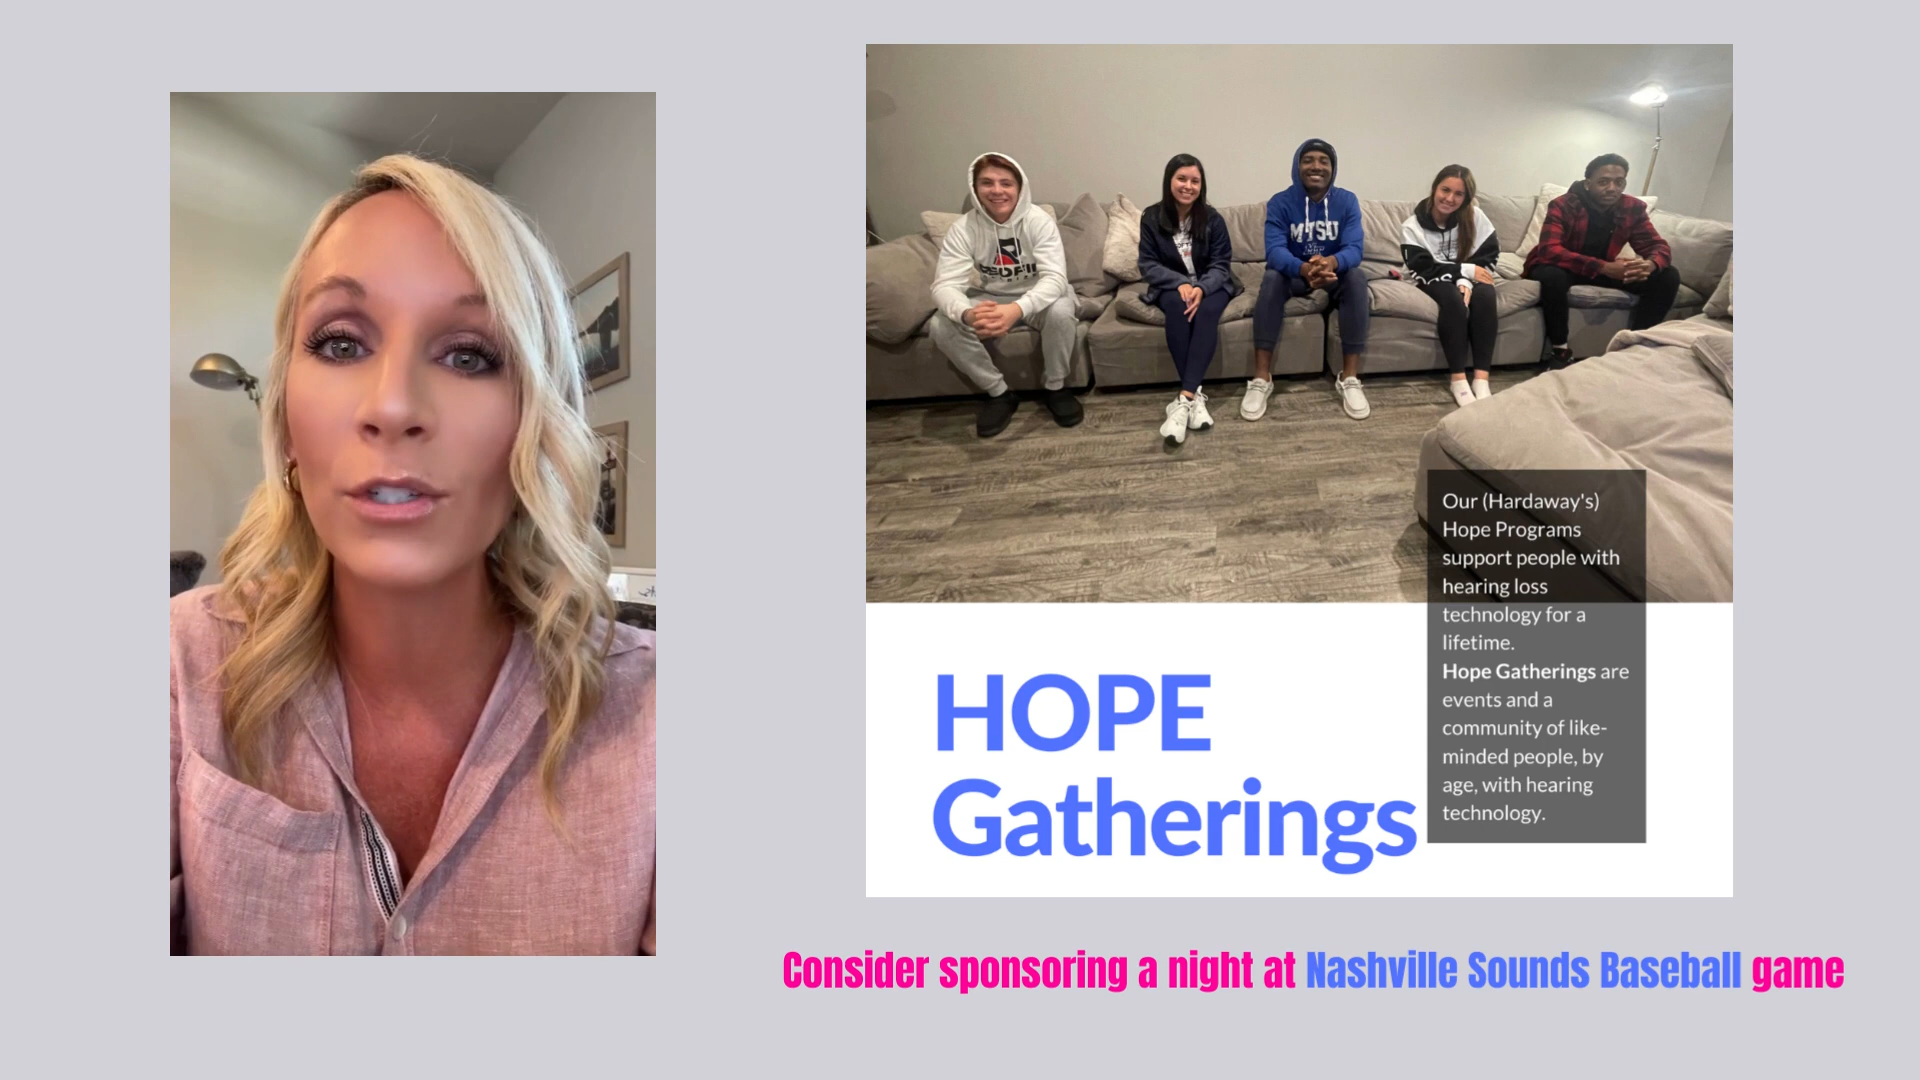 MTSU
Our (Hardaway's)
Hope Programs
support people with
hearing loss
technology for a
lifetime.
Hope Gatherings are
events and a
community of like-
minded people, by
age, with hearing
technology.
HOPE
Gatherings
Consider sponsoring a night at Nashville Sounds Baseball game